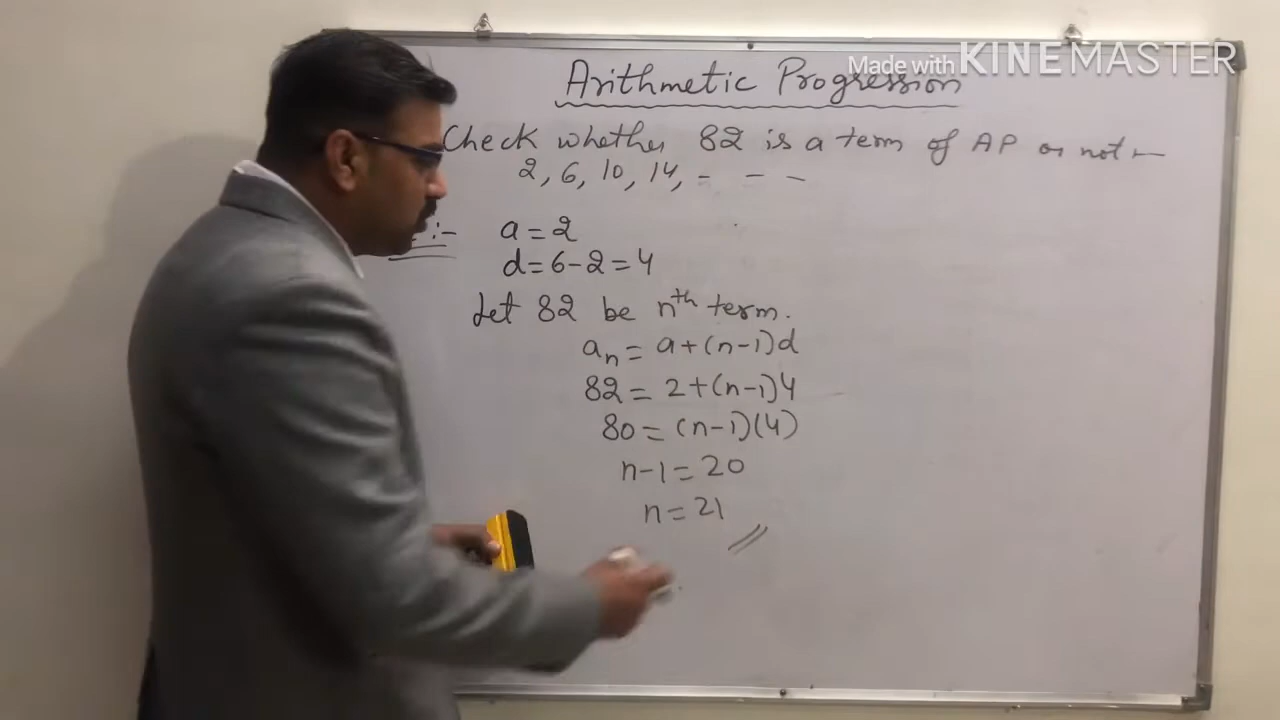 Made with KINEMASTER
Arithmetic Progression
Check whether 82 is a term of AP or not :-
2, 6, 10, 14, - - -
:- a = 2
d = 6 - 2 = 4
Let 82 be nth term.
an = a + (n-1)d
82 = 2 + (n-1)4
80 = (n-1)(4)
n-1 = 20
n = 21